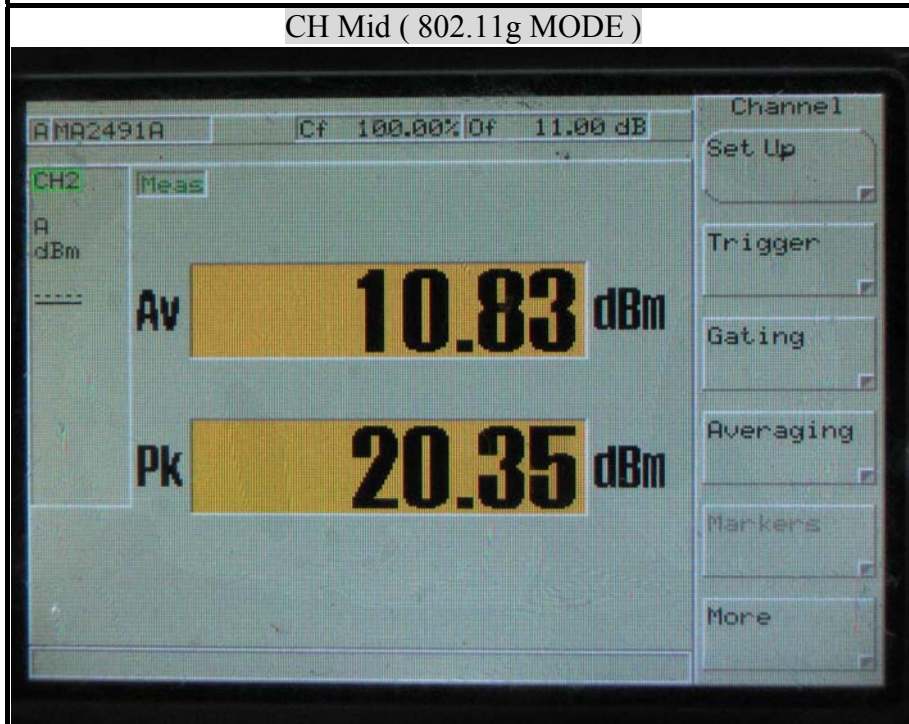 CH Mid ( 802.11g MODE )
A MA2491A Cf 100.00% Of 11.00 dB
CH2 Meas
A
dBm
Av 10.83 dBm
Pk 20.35 dBm
Channel
Set Up
Trigger
Gating
Averaging
Markers
More